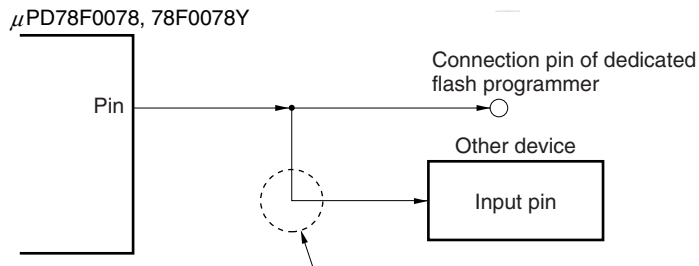 μPD78F0078, 78F0078Y
Connection pin of dedicated
flash programmer
Pin
Other device
Input pin